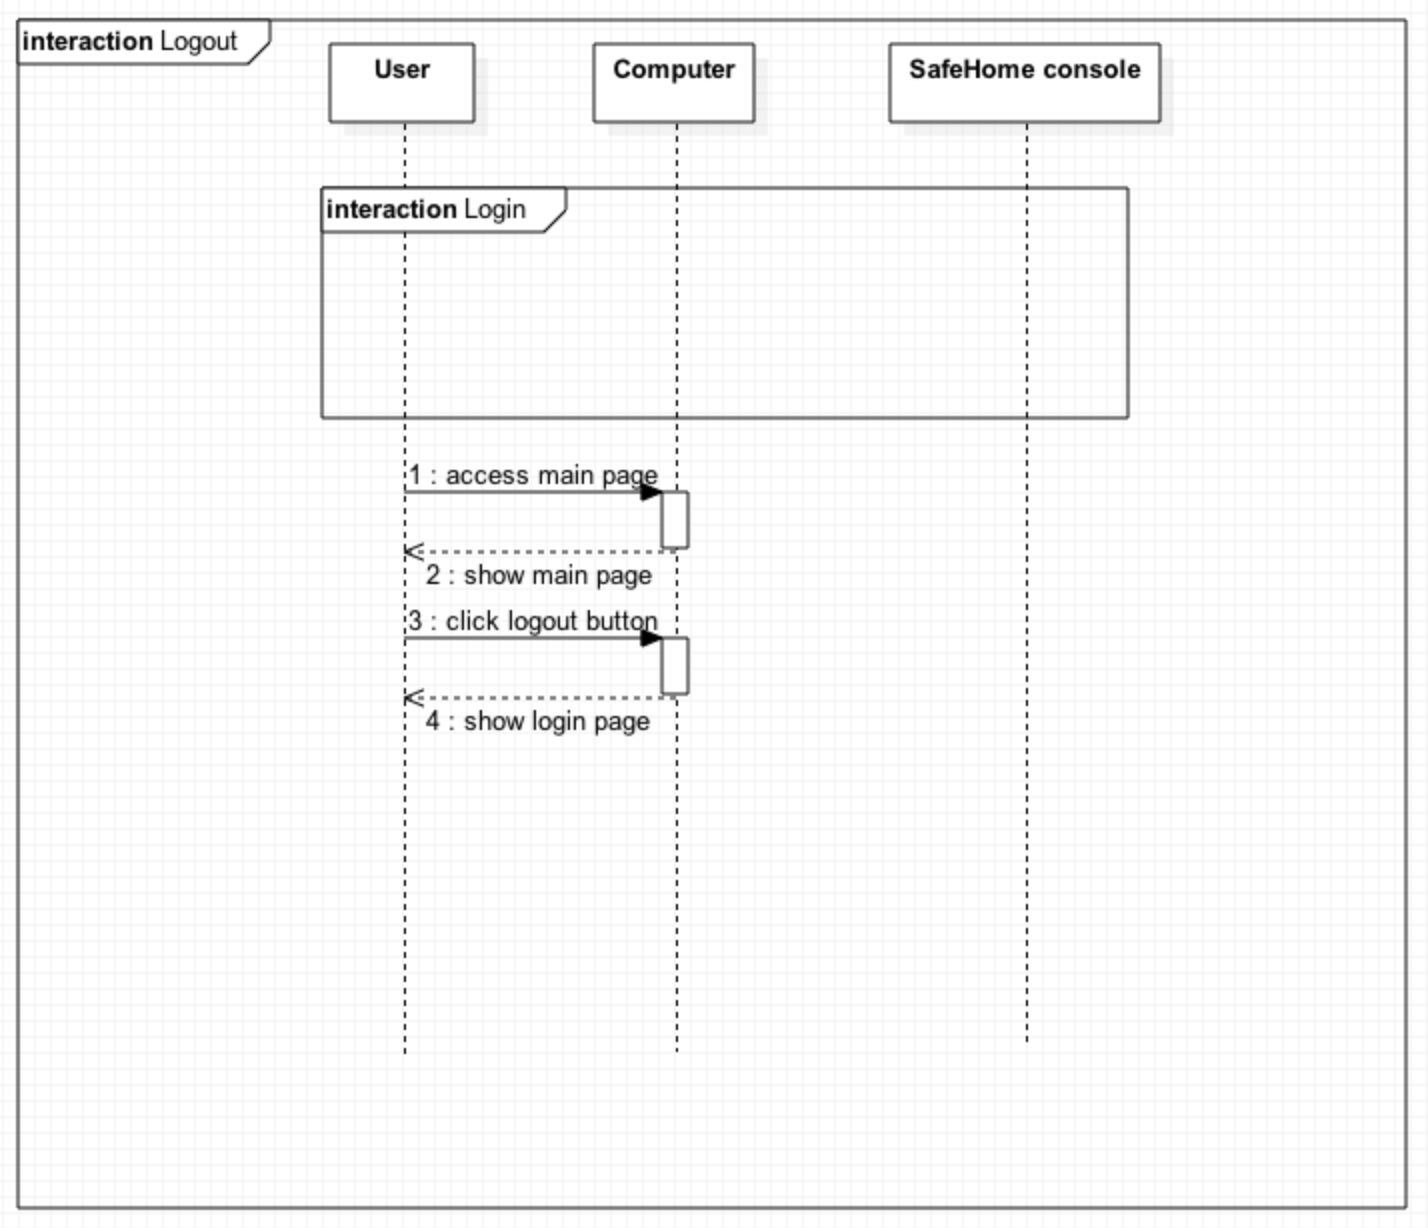 interaction Logout
User
Computer
SafeHome console
interaction Login
1 : access main page
2 : show main page
3 : click logout button
4 : show login page